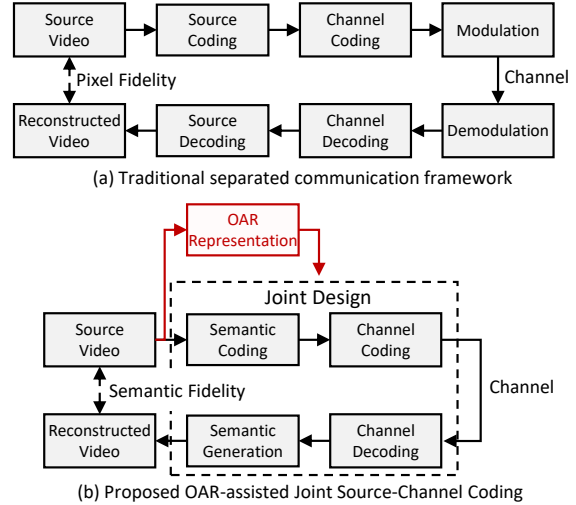 Source
Video
Source
Coding
Channel
Coding
Modulation
Pixel Fidelity
Channel
Reconstructed
Video
Source
Decoding
Channel
Decoding
Demodulation
(a) Traditional separated communication framework
OAR
Representation
Joint Design
Source
Video
Semantic
Coding
Channel
Coding
Semantic Fidelity
Channel
Reconstructed
Video
Semantic
Generation
Channel
Decoding
(b) Proposed OAR-assisted Joint Source-Channel Coding